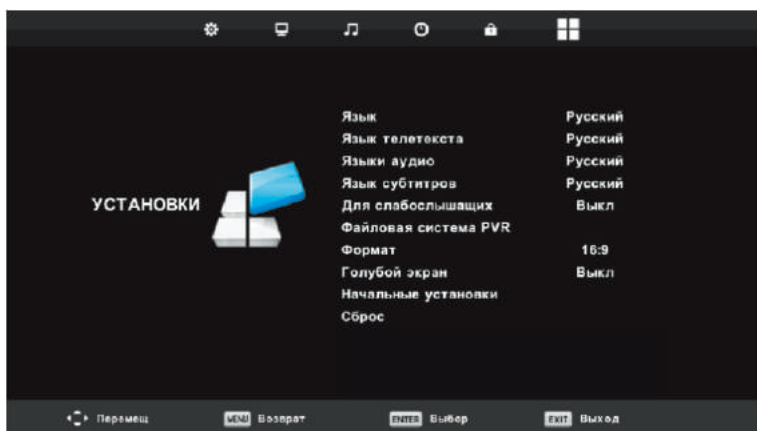 УСТАНОВКИ
Язык Русский
Язык телетекста Русский
Языки аудио Русский
Язык субтитров Русский
Для слабослышащих Выкл
Файловая система PVR
Формат 16:9
Голубой экран Выкл
Начальные установки
Сброс
Перемещ MENU Возврат ENTER Выбор EXIT Выход